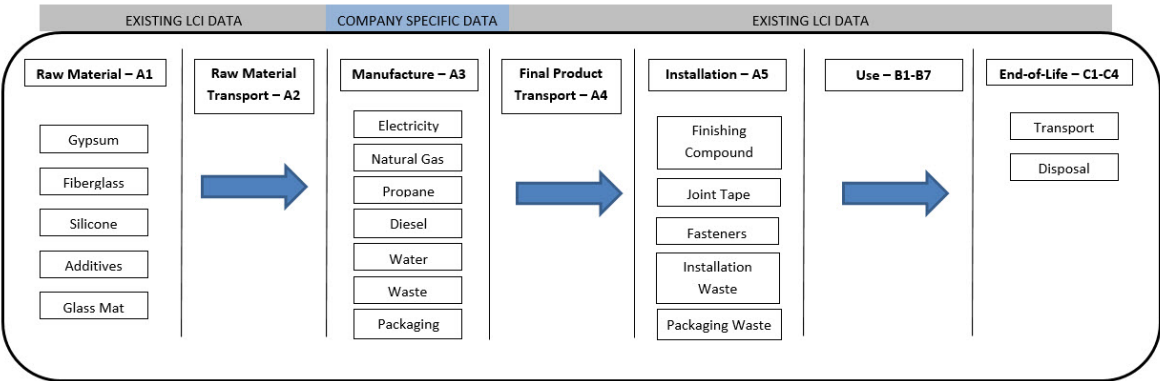 EXISTING LCI DATA
COMPANY SPECIFIC DATA
EXISTING LCI DATA
Raw Material – A1
Gypsum
Fiberglass
Silicone
Additives
Glass Mat
Raw Material
Transport – A2
Manufacture – A3
Electricity
Natural Gas
Propane
Diesel
Water
Waste
Packaging
Final Product
Transport – A4
Installation – A5
Finishing
Compound
Joint Tape
Fasteners
Installation
Waste
Packaging Waste
Use – B1-B7
End-of-Life – C1-C4
Transport
Disposal